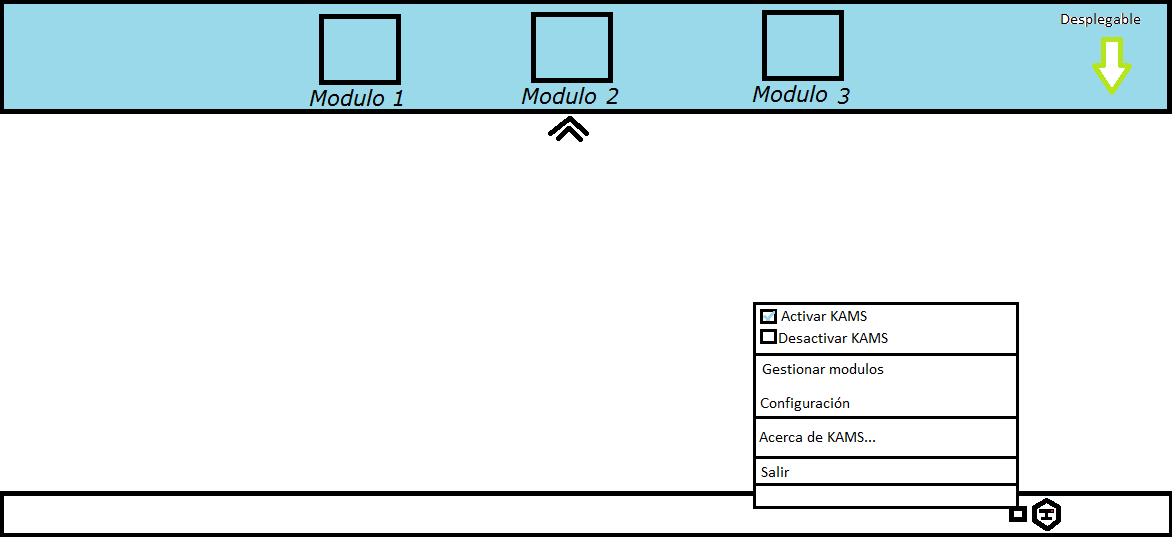 Desplegable
Modulo 1
Modulo 2
Modulo 3
Activar KAMS
Desactivar KAMS
Gestionar modulos
Configuración
Acerca de KAMS...
Salir